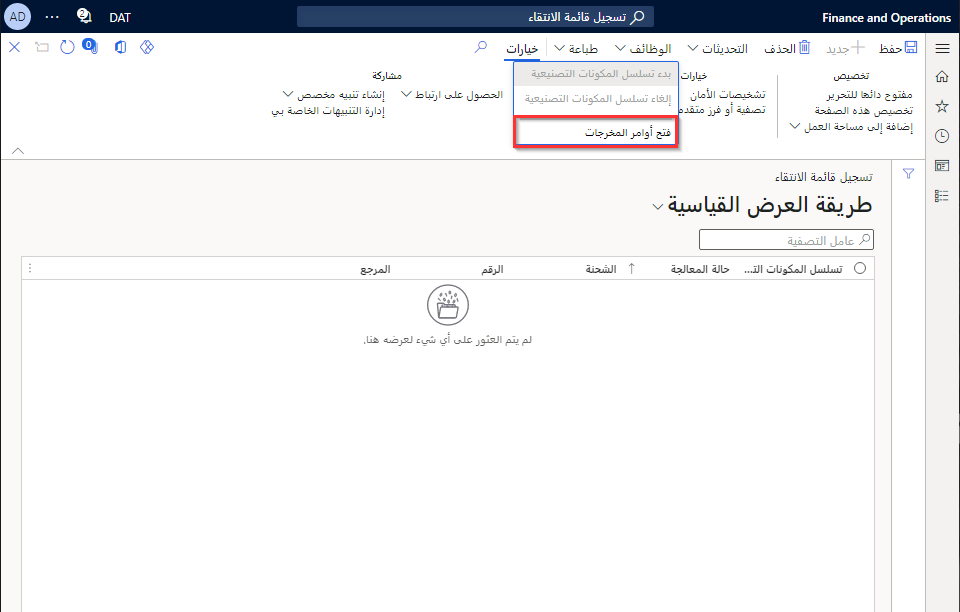 Finance and Operations
تسجيل قائمة الانتقاء
DAT
2
AD
حفظ
جديد
الحذف
التحديثات
الوظائف
طباعة
خيارات
0
تخصيص
مفتوح دائمًا للتحرير
تخصيص هذه الصفحة
إضافة إلى مساحة العمل
خيارات
تشخيصات الأمان
تصفية أو فرز متقدم
بدء تسلسل المكونات التصنيعية
إلغاء تسلسل المكونات التصنيعية
فتح أوامر المخرجات
مشاركة
الحصول على ارتباط
إنشاء تنبيه مخصص
إدارة التنبيهات الخاصة بي
تسجيل قائمة الانتقاء
طريقة العرض القياسية
عامل التصفية
تسلسل المكونات التـ...
حالة المعالجة
الشحنة
الرقم
المرجع
لم يتم العثور على أي شيء لعرضه هنا.